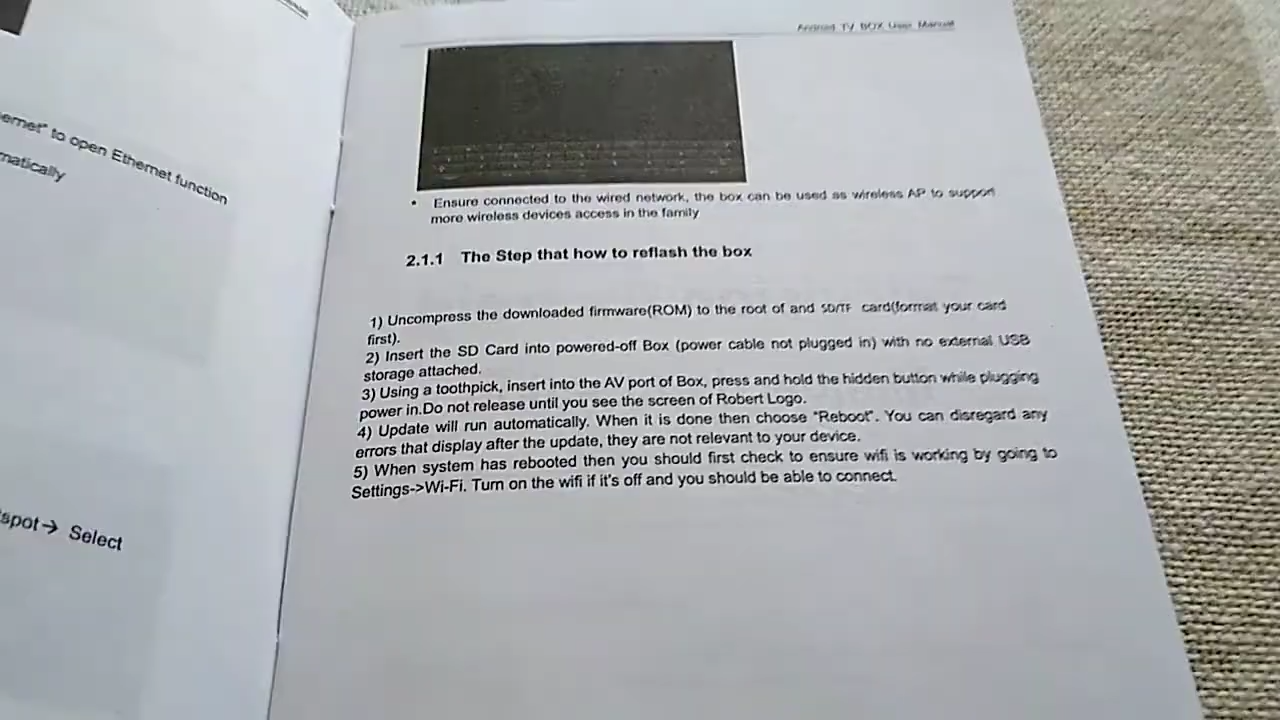 ernet" to open Ethernet function
matically
spot→ Select
Android TV BOX User Manual
• Ensure connected to the wired network, the box can be used as wireless AP to support
more wireless devices access in the family
2.1.1 The Step that how to reflash the box
1) Uncompress the downloaded firmware(ROM) to the root of and SD/TF card(format your card
first).
2) Insert the SD Card into powered-off Box (power cable not plugged in) with no external USB
storage attached.
3) Using a toothpick, insert into the AV port of Box, press and hold the hidden button while plugging
power in.Do not release until you see the screen of Robert Logo.
4) Update will run automatically. When it is done then choose "Reboot". You can disregard any
errors that display after the update, they are not relevant to your device.
5) When system has rebooted then you should first check to ensure wifi is working by going to
Settings->Wi-Fi. Turn on the wifi if it's off and you should be able to connect.